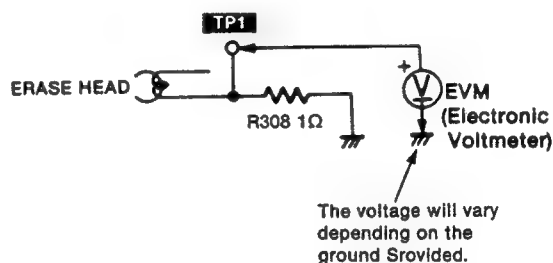 TP1
ERASE HEAD
R308 1Ω
+
V
EVM
(Electronic
Voltmeter)
The voltage will vary
depending on the
ground Srovided.